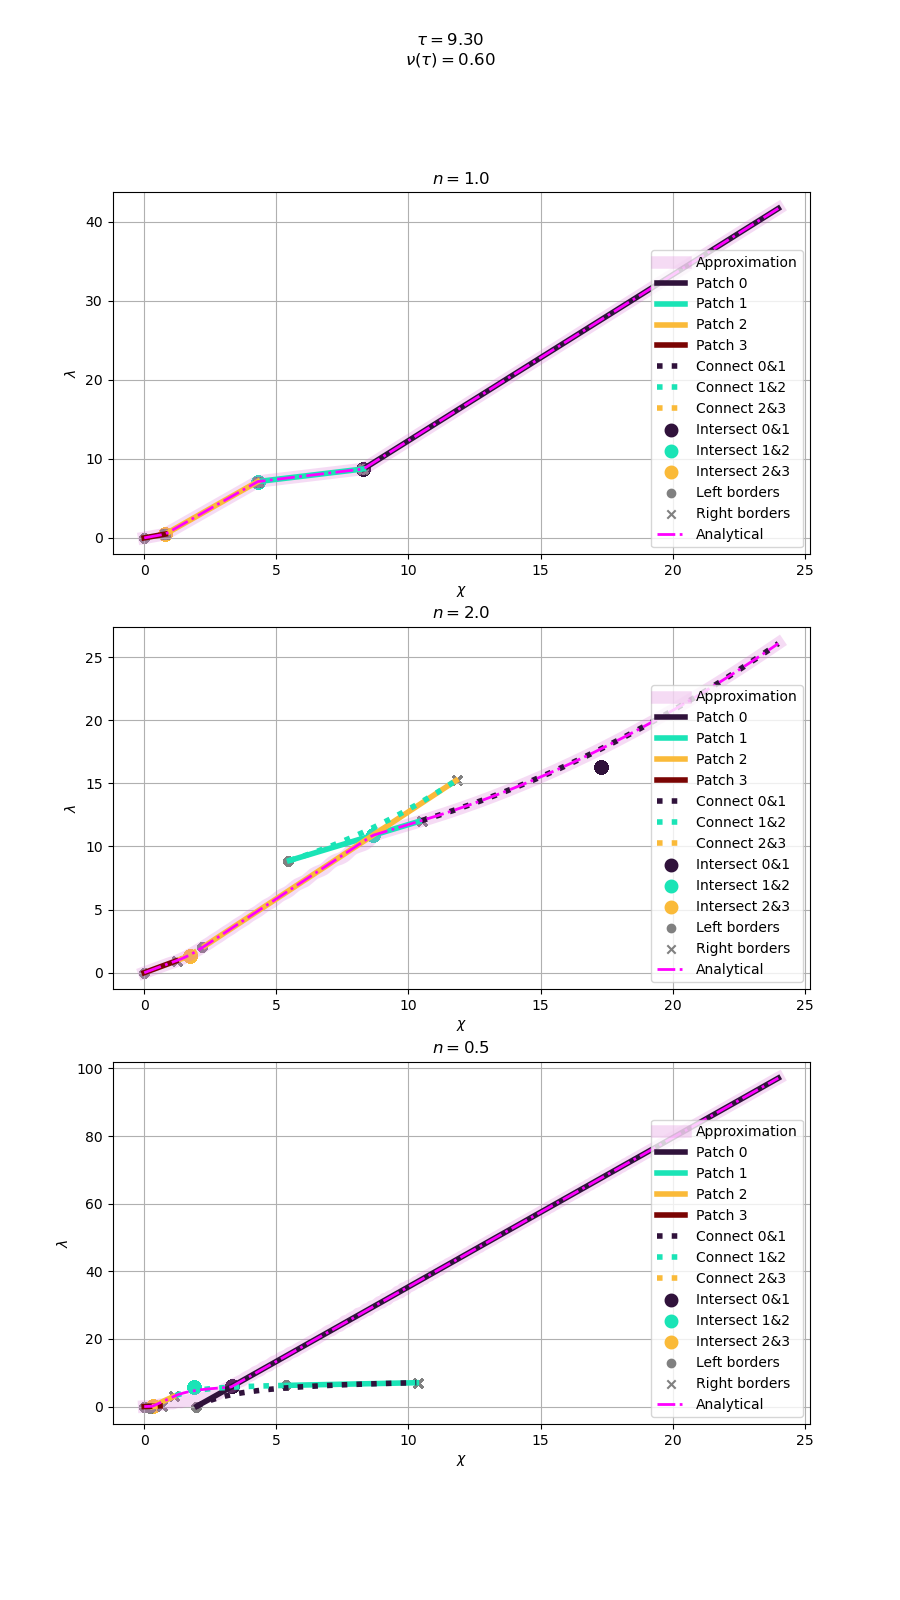 τ = 9.30
ν(τ) = 0.60
n = 1.0
40
30
20
10
0
λ
0 5 10 15 20 25
χ
Approximation
Patch 0
Patch 1
Patch 2
Patch 3
Connect 0&1
Connect 1&2
Connect 2&3
Intersect 0&1
Intersect 1&2
Intersect 2&3
Left borders
Right borders
Analytical
n = 2.0
25
20
15
10
5
0
λ
0 5 10 15 20 25
χ
Approximation
Patch 0
Patch 1
Patch 2
Patch 3
Connect 0&1
Connect 1&2
Connect 2&3
Intersect 0&1
Intersect 1&2
Intersect 2&3
Left borders
Right borders
Analytical
n = 0.5
100
80
60
40
20
0
λ
0 5 10 15 20 25
χ
Approximation
Patch 0
Patch 1
Patch 2
Patch 3
Connect 0&1
Connect 1&2
Connect 2&3
Intersect 0&1
Intersect 1&2
Intersect 2&3
Left borders
Right borders
Analytical